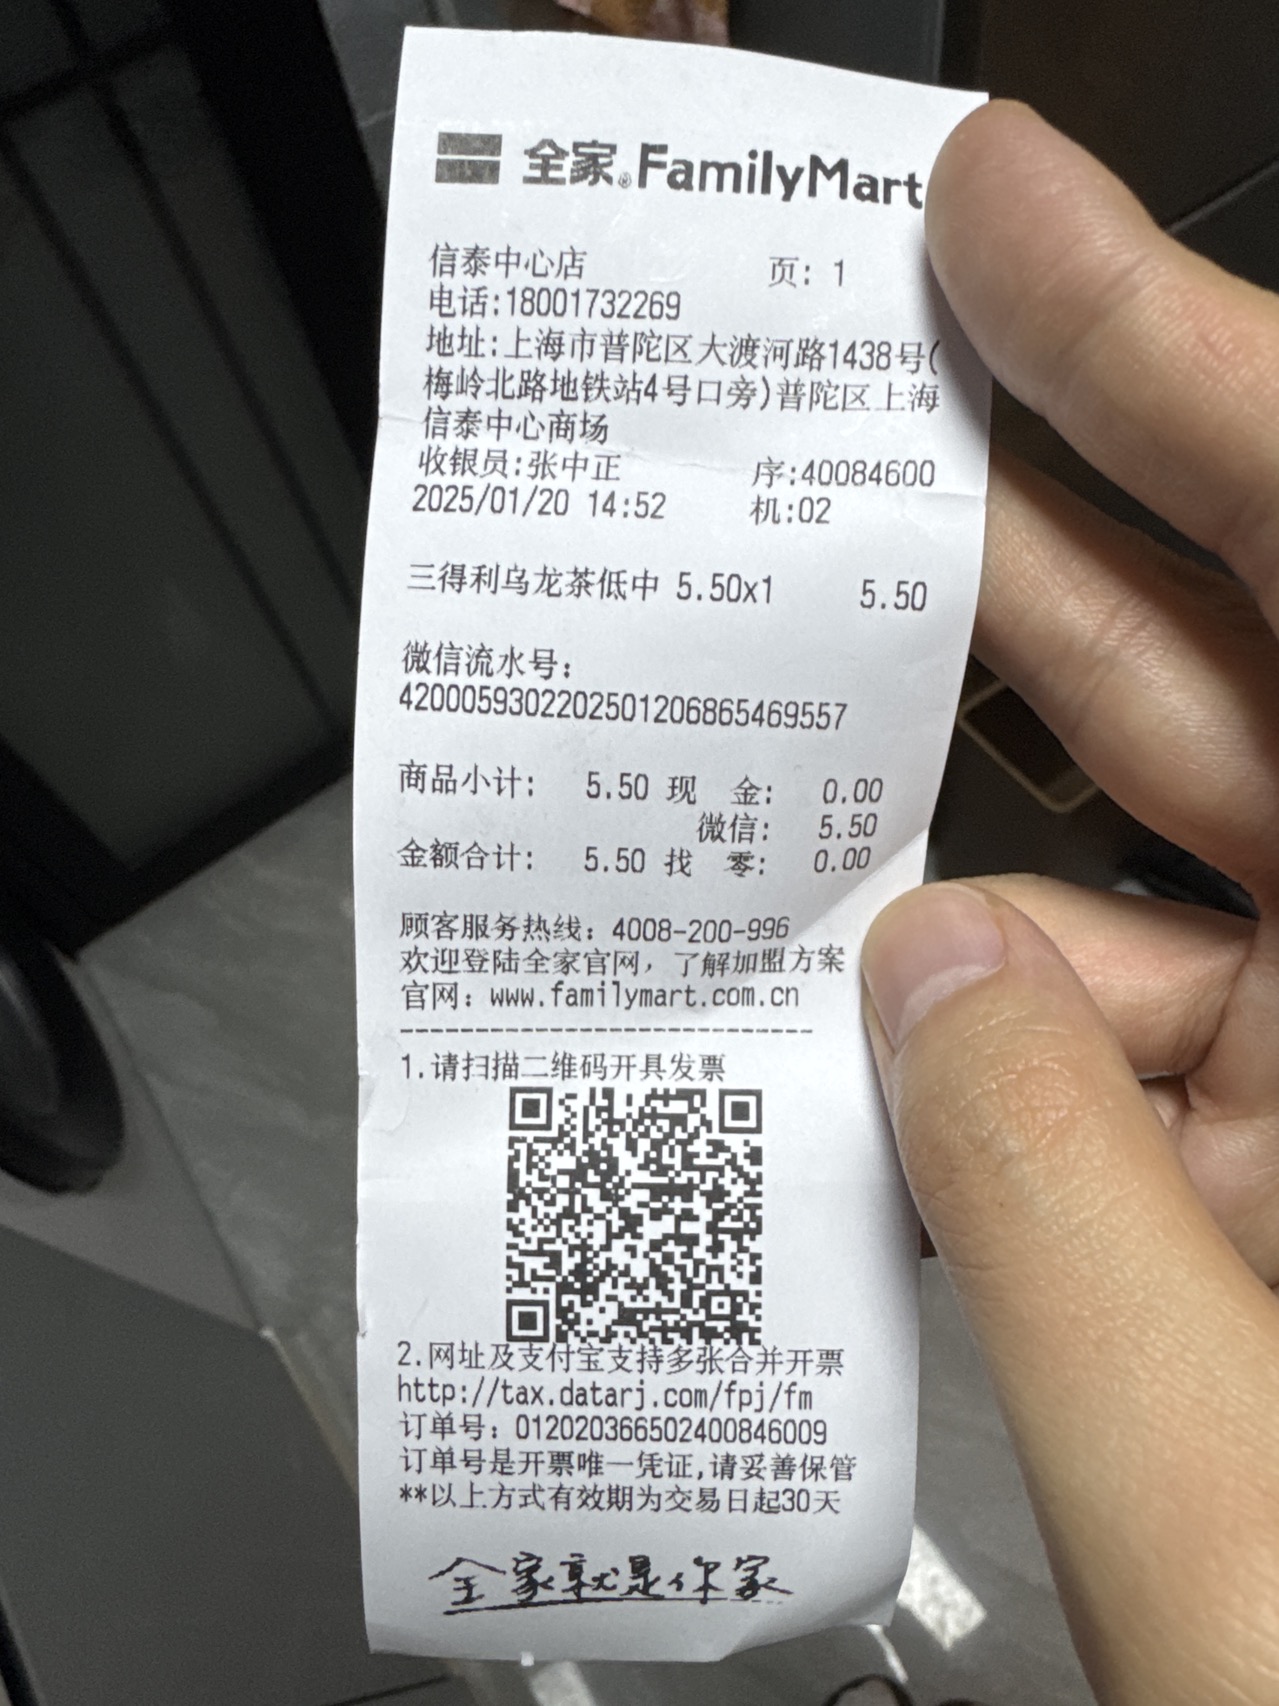 全家® FamilyMart
信泰中心店 页: 1
电话:18001732269
地址:上海市普陀区大渡河路1438号(
梅岭北路地铁站4号口旁)普陀区上海
信泰中心商场
收银员:张中正 序:40084600
2025/01/20 14:52 机:02
三得利乌龙茶低中 5.50x1 5.50
微信流水号:
4200059302202501206865469557
商品小计: 5.50 现 金: 0.00
微信: 5.50
金额合计: 5.50 找 零: 0.00
顾客服务热线: 4008-200-996
欢迎登陆全家官网, 了解加盟方案
官网: www.familymart.com.cn
1.请扫描二维码开具发票
2.网址及支付宝支持多张合并开票
http://tax.datarj.com/fpj/fm
订单号: 012020366502400846009
订单号是开票唯一凭证,请妥善保管
**以上方式有效期为交易日起30天
全家就是你家